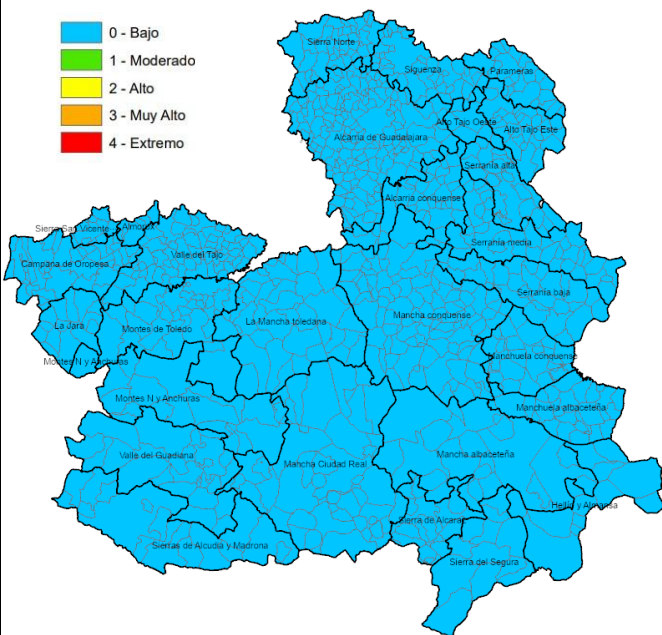 0 - Bajo
1 - Moderado
2 - Alto
3 - Muy Alto
4 - Extremo
Sierra Norte
Siguenza
Parameras
Alto Tajo Oeste
Alto Tajo Este
Alcarria de Guadalajara
Serranía alta
Alcarria conquense
Sierra San Vicente
Almorox
Valle del Tajo
Serranía media
Campana de Oropesa
Serranía baja
Mancha conquense
La Mancha toledana
La Jara
Montes de Toledo
Manchuela conquense
Montes N y Anchuras
Montes N y Anchuras
Manchuela albaceteña
Valle del Guadiana
Mancha albaceteña
Mancha Ciudad Real
Hellín y Almansa
Sierra de Alcaraz
Sierras de Alcudia y Madrona
Sierra del Segura